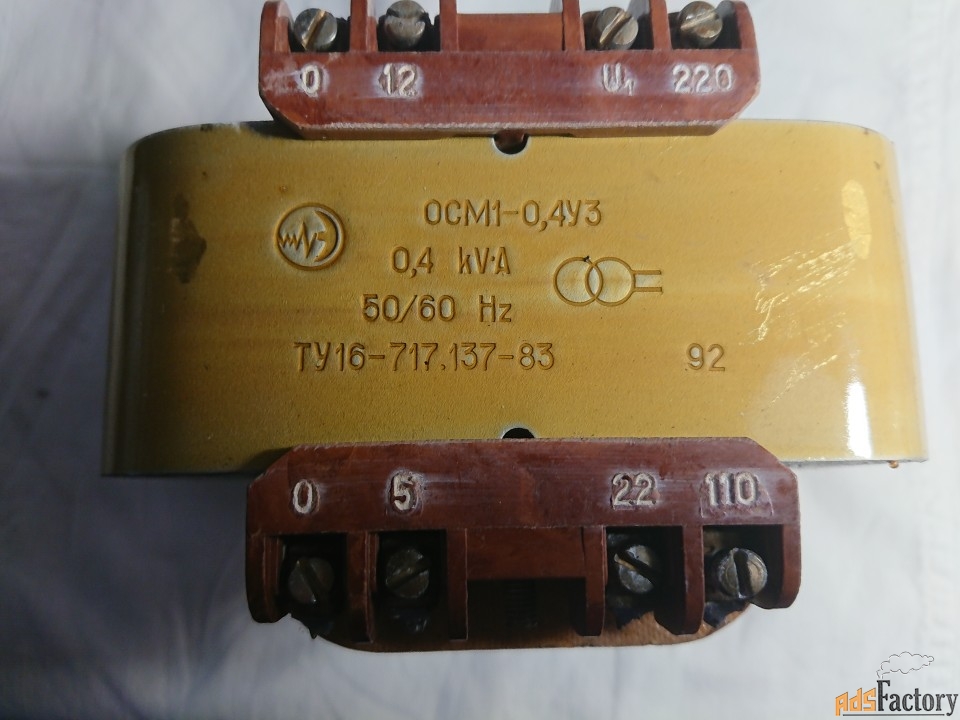 0 12 U₁ 220
ОСМ1-0,4У3
0,4 kV·A
50/60 Hz
ТУ16-717.137-83 92
0 5 22 110
AdsFactory